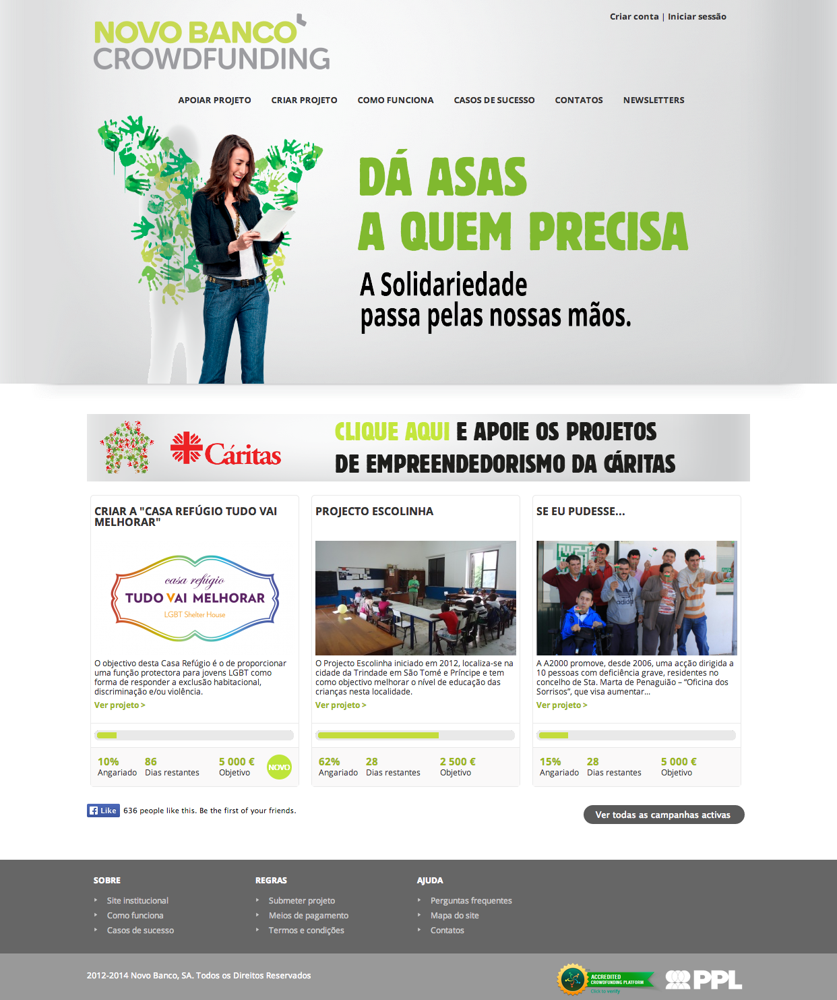 NOVO BANCO
CROWDFUNDING
Criar conta | Iniciar sessão
APOIAR PROJETO CRIAR PROJETO COMO FUNCIONA CASOS DE SUCESSO CONTATOS NEWSLETTERS
DÁ ASAS
A QUEM PRECISA
A Solidariedade
passa pelas nossas mãos.
Cáritas
CLIQUE AQUI E APOIE OS PROJETOS
DE EMPREENDEDORISMO DA CÁRITAS
CRIAR A "CASA REFÚGIO TUDO VAI
MELHORAR"
casa refúgio
TUDO VAI MELHORAR
LGBT Shelter House
O objectivo desta Casa Refúgio é o de proporcionar
uma função protectora para jovens LGBT como
forma de responder a exclusão habitacional,
discriminação e/ou violência.
Ver projeto >
10% 86 5 000 €
Angariado Dias restantes Objetivo
NOVO
PROJECTO ESCOLINHA
O Projecto Escolinha iniciado em 2012, localiza-se na
cidade da Trindade em São Tomé e Príncipe e tem
como objectivo melhorar o nível de educação das
crianças nesta localidade.
Ver projeto >
62% 28 2 500 €
Angariado Dias restantes Objetivo
SE EU PUDESSE...
adidas
A A2000 promove, desde 2006, uma acção dirigida a
10 pessoas com deficiência grave, residentes no
concelho de Sta. Marta de Penaguião – “Oficina dos
Sorrisos”, que visa aumentar...
Ver projeto >
15% 28 5 000 €
Angariado Dias restantes Objetivo
Like 636 people like this. Be the first of your friends.
Ver todas as campanhas activas
SOBRE
Site institucional
Como funciona
Casos de sucesso
REGRAS
Submeter projeto
Meios de pagamento
Termos e condições
AJUDA
Perguntas frequentes
Mapa do site
Contatos
2012-2014 Novo Banco, SA. Todos os Direitos Reservados
ACCREDITED
CROWDFUNDING PLATFORM
Click to verify
PPL